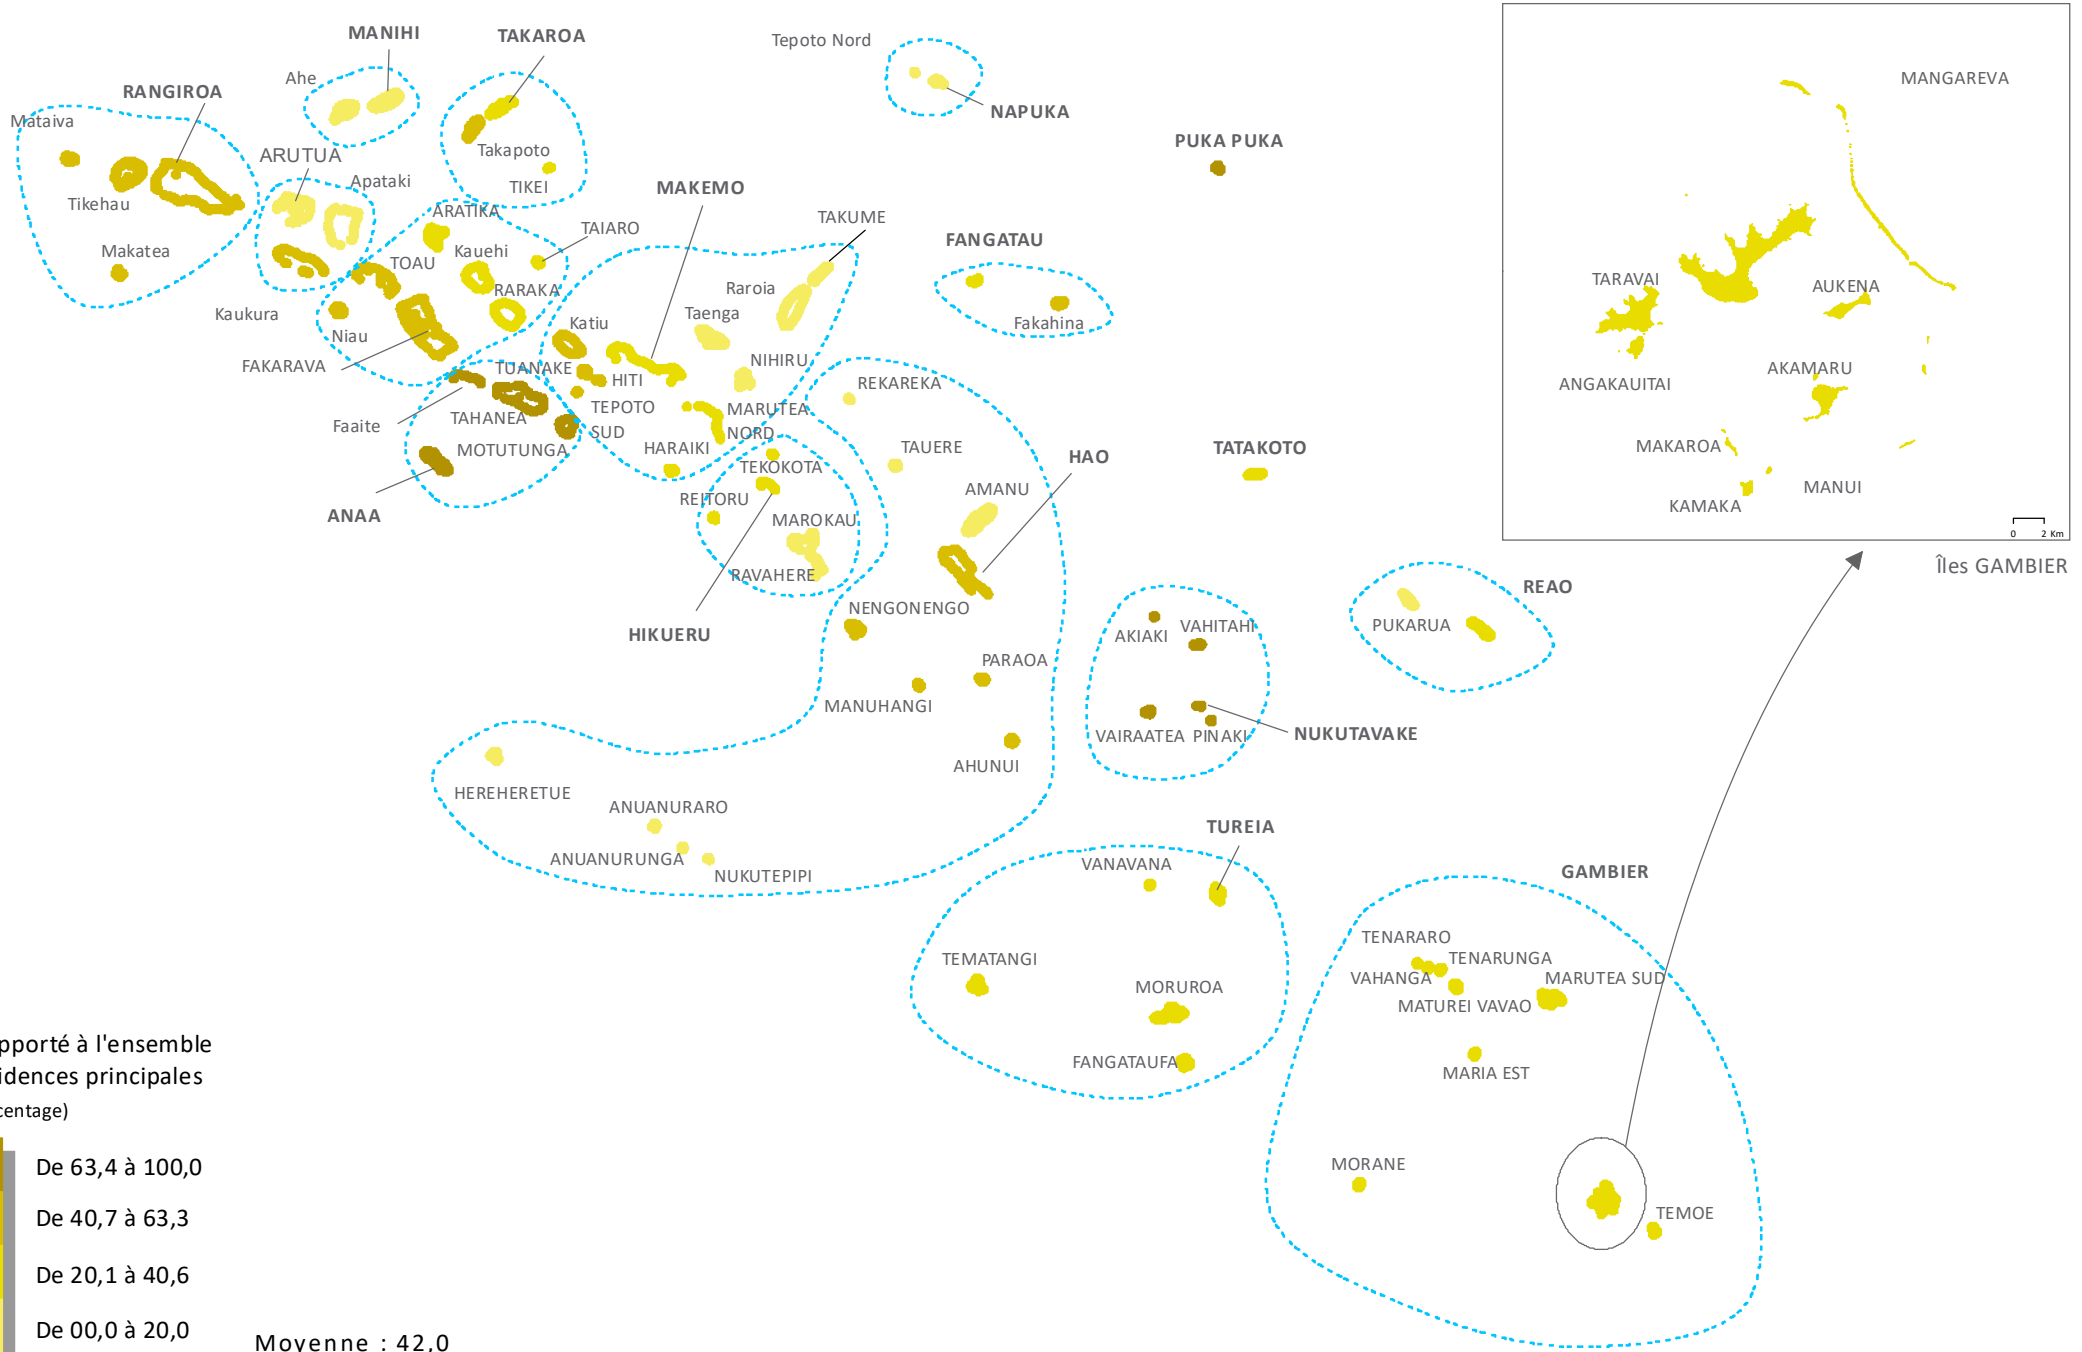 MANIHI
TAKAROA
Tepoto Nord
Ahe
RANGIROA
NAPUKA
MANGAREVA
Mataiva
PUKA PUKA
ARUTUA
Takapoto
Apataki
TIKEI
MAKEMO
Tikehau
ARATIKA
TAIARO
TAKUME
FANGATAU
Makatea
TOAU
Kauehi
RARAKA
Raroia
TARAVAI
AUKENA
Kaukura
Niau
Katiu
Taenga
Fakahina
FAKARAVA
TUANAKE
HITI
NIHIRU
REKAREKA
ANGAKAUITAI
AKAMARU
Faaite
TAHANEA
TEPOTO
SUD
MARUTEA
NORD
MOTUTUNGA
HARAIKI
TEKOKOTA
TAUERE
HAO
TATAKOTO
MAKAROA
ANAA
REITORU
AMANU
MANUI
KAMAKA
MAROKAU
0 2 Km
RAVAHERE
Îles GAMBIER
HIKUERU
NENGONENGO
AKIAKI
VAHITAHI
PUKARUA
REAO
PARAOA
MANUHANGI
VAIRAATEA
PINAKI
NUKUTAVAKE
AHUNUI
HEREHERETUE
ANUANURARO
ANUANURUNGA
NUKUTEPIPI
TUREIA
VANAVANA
GAMBIER
TEMATANGI
MORUROA
FANGATAUFA
TENARARO
TENARUNGA
VAHANGA
MARUTEA SUD
MATUREI VAVAO
MARIA EST
MORANE
TEMOE
pporté à l'ensemble
idences principales
centage)
De 63,4 à 100,0
De 40,7 à 63,3
De 20,1 à 40,6
De 00,0 à 20,0
Moyenne : 42,0